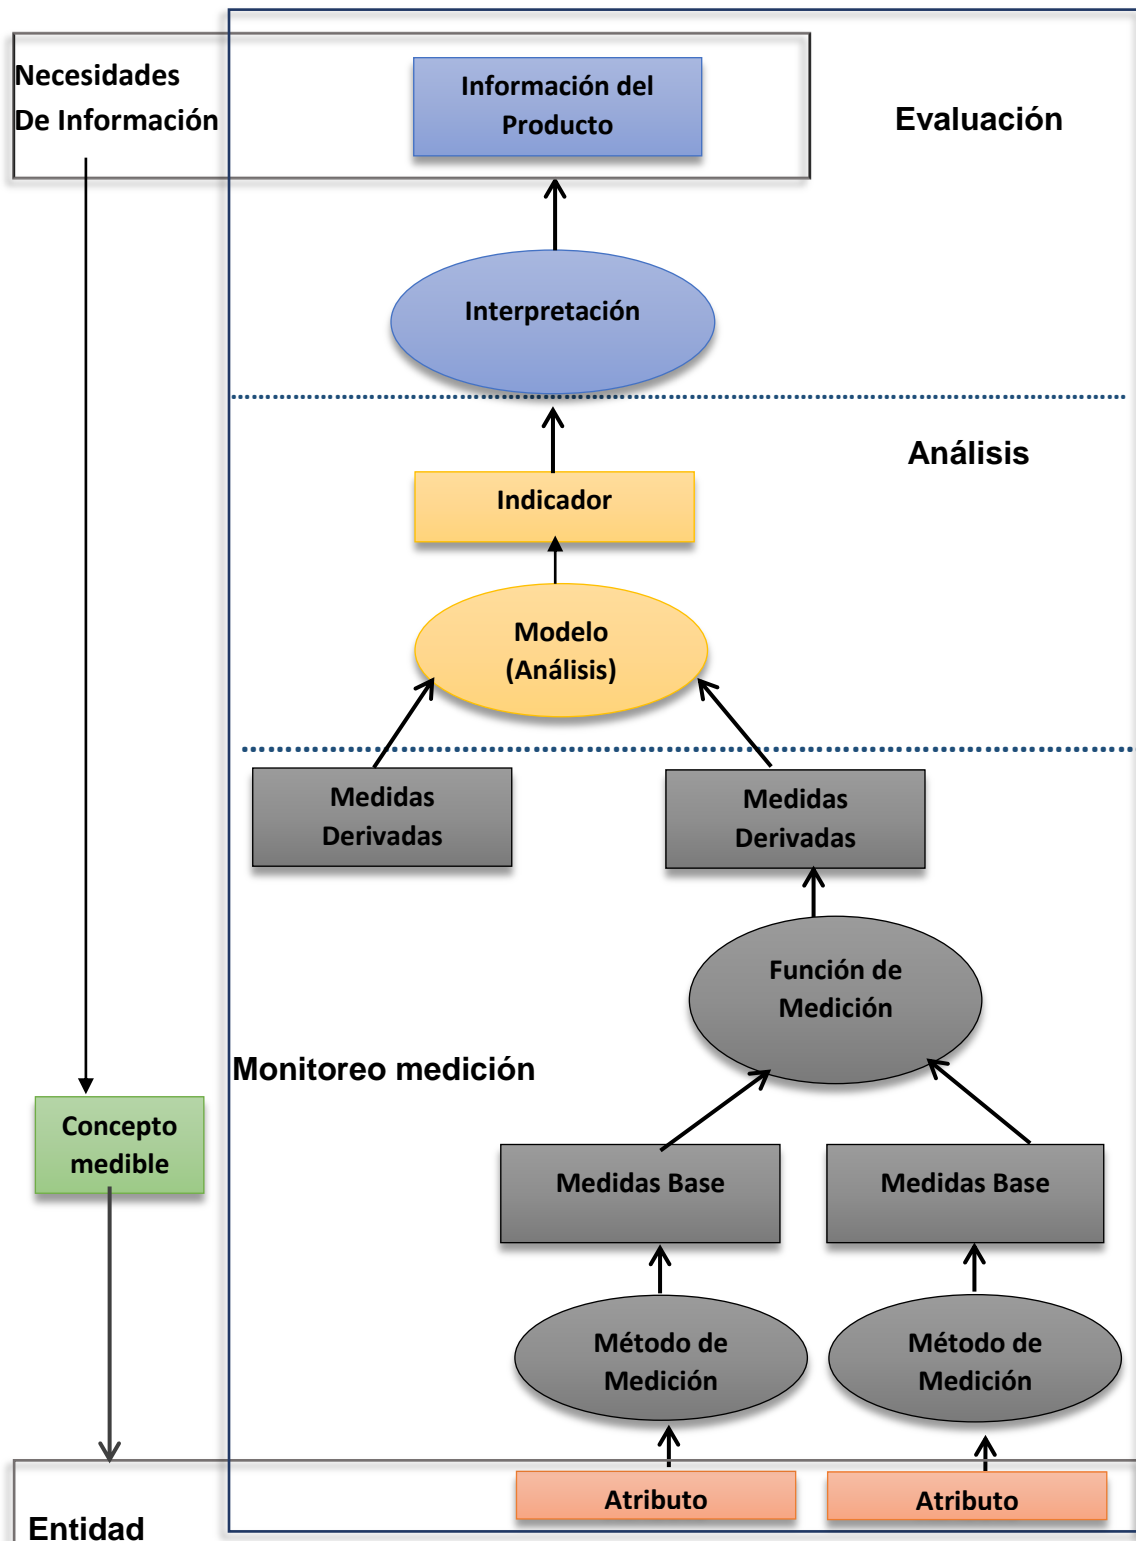 Necesidades
De Información
Información del
Producto
Evaluación
Interpretación
Análisis
Indicador
Modelo
(Análisis)
Medidas
Derivadas
Medidas
Derivadas
Función de
Medición
Monitoreo medición
Concepto
medible
Medidas Base
Medidas Base
Método de
Medición
Método de
Medición
Atributo
Atributo
Entidad